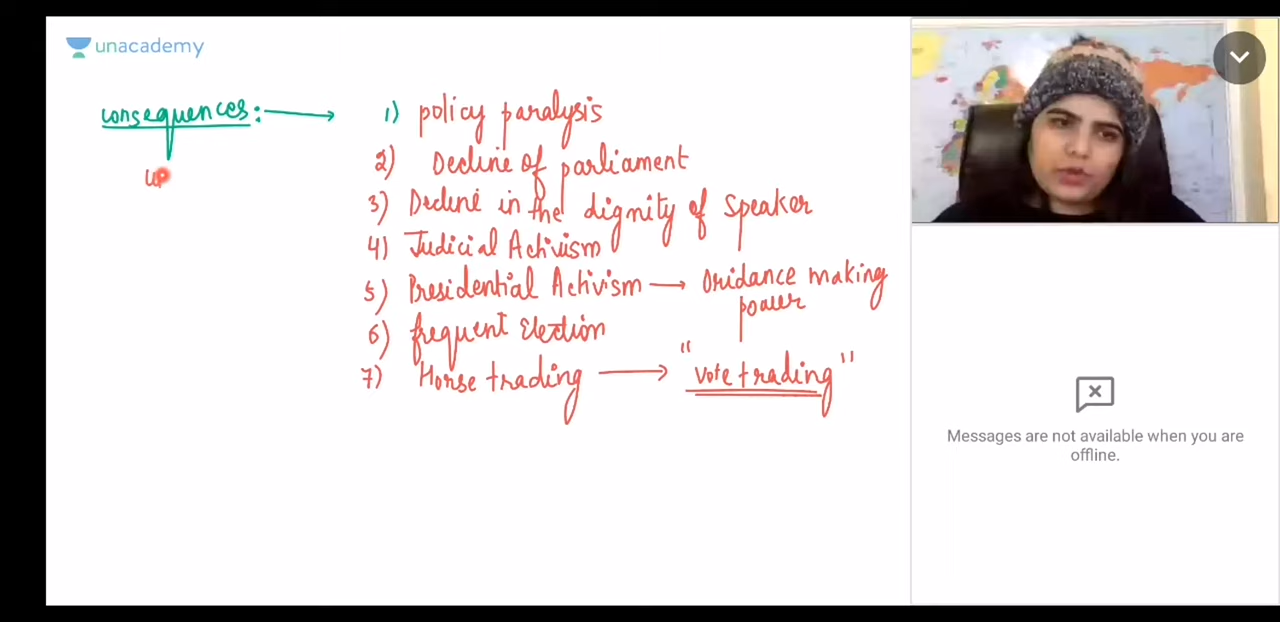 unacademy
consequences:
1) policy paralysis
2) Decline of parliament
3) Decline in the dignity of Speaker
4) Judicial Activism
5) Presidential Activism → Oridance making
power
6) frequent Election
7) Horse trading → "vote trading"
Messages are not available when you are
offline.